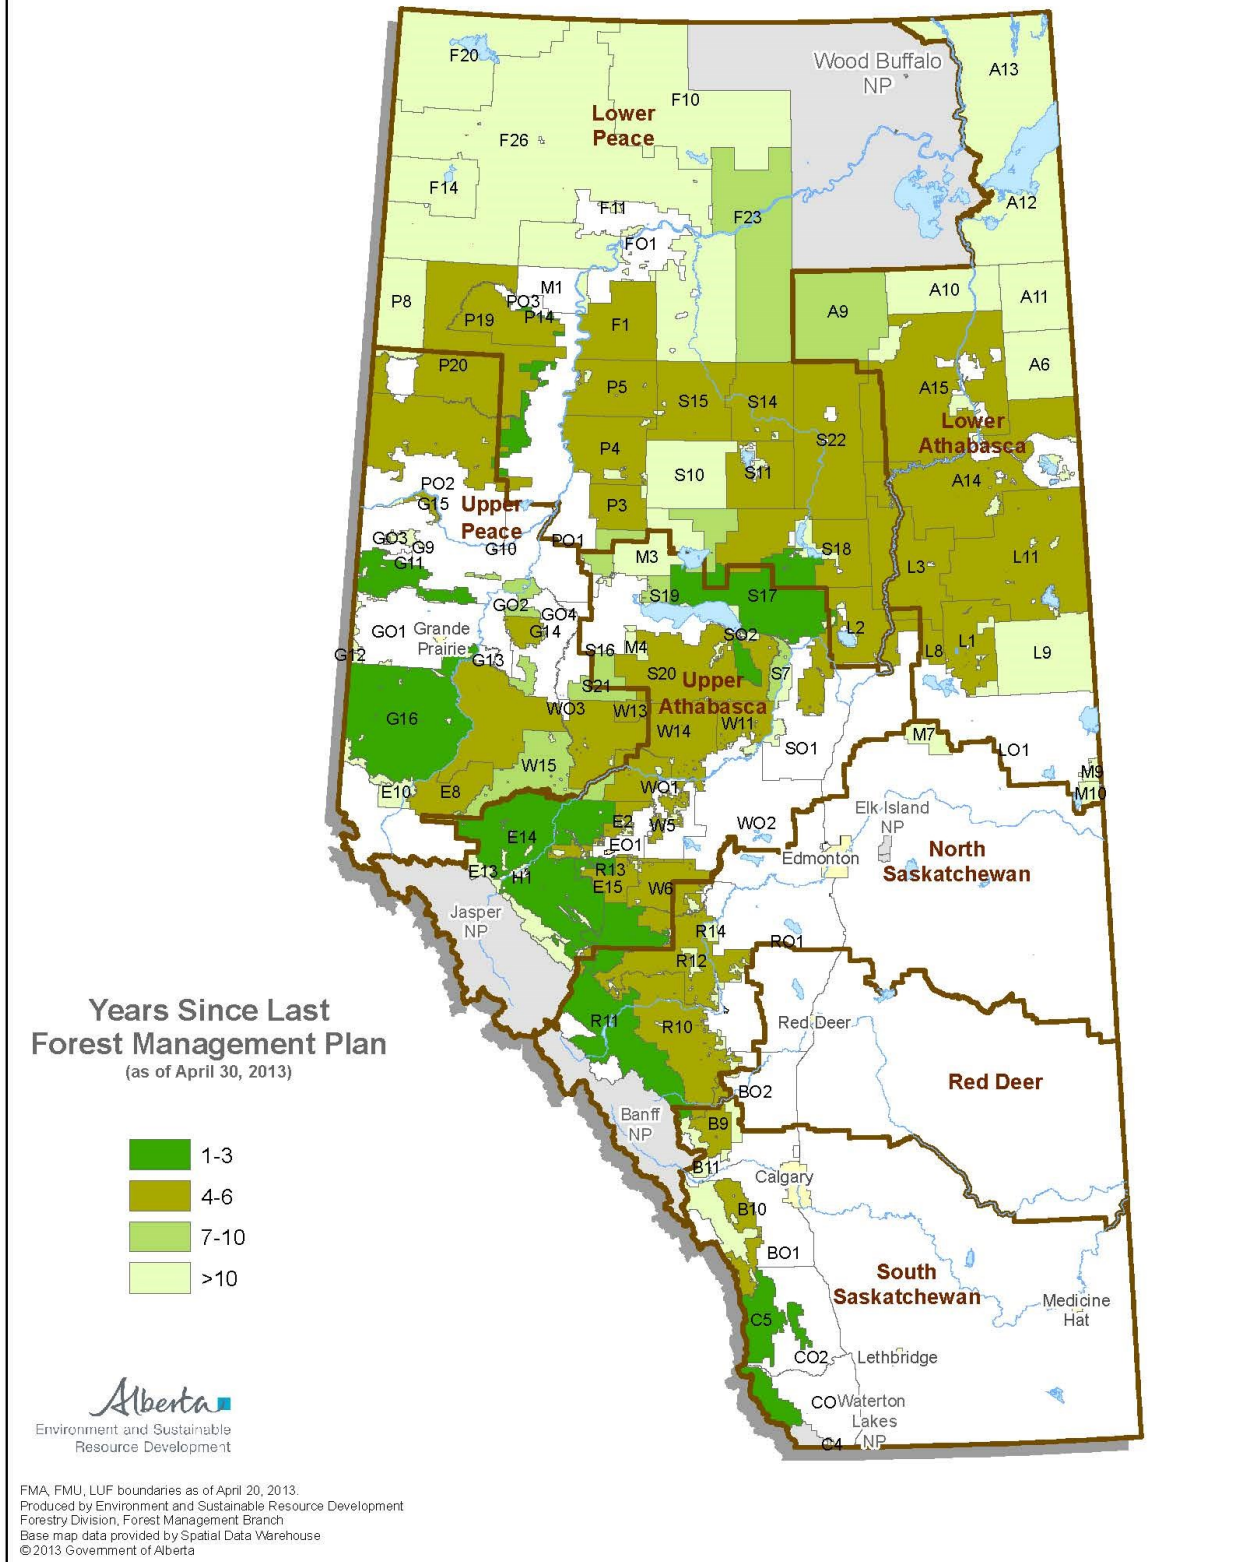 F20
Wood Buffalo
NP
A13
F10
Lower
Peace
F26
F14
F11
F23
A12
FO1
M1
P8
PO3
P14
P19
F1
A9
A10
A11
P20
P5
S15
S14
A15
A6
Lower
Athabasca
P4
S22
S10
S11
A14
PO2
G15
Upper
Peace
P3
GO3
G9
G10
PO1
M3
S18
L11
G11
L3
S19
S17
GO2
GO4
GO1
Grande
Prairie
G14
SO2
L2
L1
G12
G13
S16
M4
S20
S7
L8
L9
Upper
Athabasca
S21
G16
WO3
W13
W14
W11
SO1
M7
LO1
W15
M9
M10
E10
E8
WO1
E2
W5
WO2
Elk Island
NP
E14
EO1
Edmonton
North
Saskatchewan
E13
H1
R13
E15
W6
Jasper
NP
R14
RO1
R12
R11
R10
Red Deer
Red Deer
BO2
Banff
NP
B9
B11
Calgary
B10
BO1
South
Saskatchewan
Medicine
Hat
C5
CO2
Lethbridge
CO
Waterton
Lakes
NP
C4
Years Since Last
Forest Management Plan
(as of April 30, 2013)
1-3
4-6
7-10
>10
Alberta
Environment and Sustainable
Resource Development
FMA, FMU, LUF boundaries as of April 20, 2013.
Produced by Environment and Sustainable Resource Development
Forestry Division, Forest Management Branch
Base map data provided by Spatial Data Warehouse
© 2013 Government of Alberta